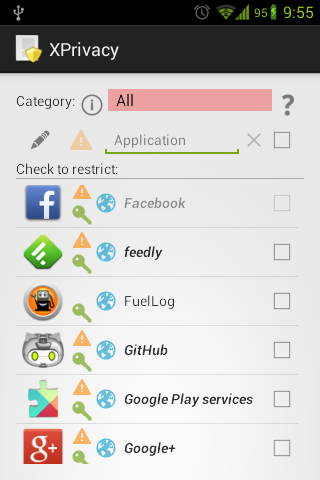 95 9:55
XPrivacy
Category: i All ?
Application
Check to restrict:
f Facebook
feedly
FuelLog
GitHub
Google Play services
g+ Google+